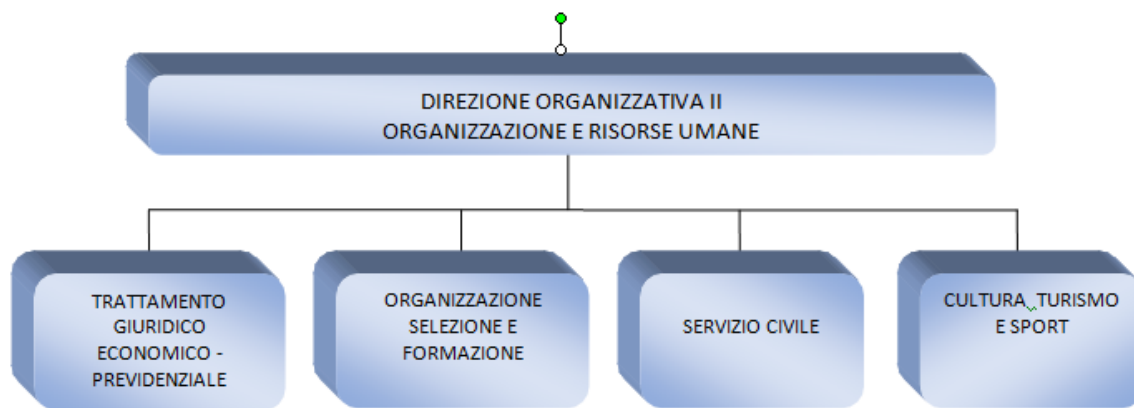 DIREZIONE ORGANIZZATIVA II
ORGANIZZAZIONE E RISORSE UMANE
TRATTAMENTO
GIURIDICO
ECONOMICO -
PREVIDENZIALE
ORGANIZZAZIONE
SELEZIONE E
FORMAZIONE
SERVIZIO CIVILE
CULTURA TURISMO
E SPORT